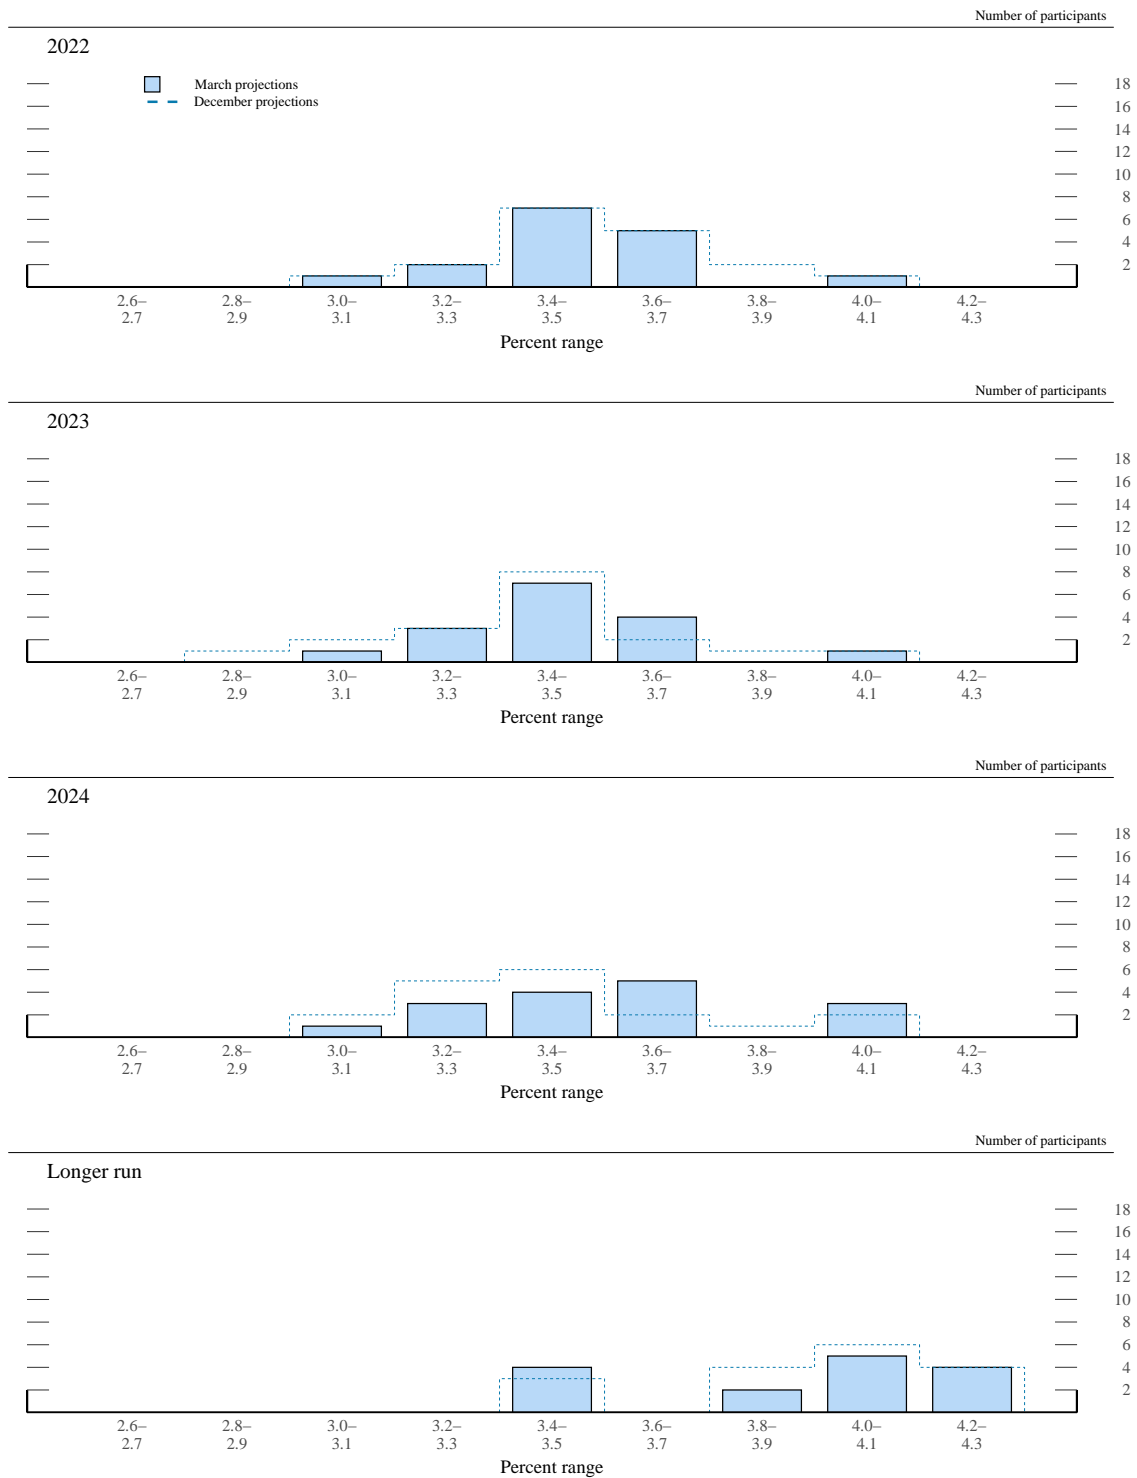 Number of participants
2022
March projections
December projections
18
16
14
12
10
8
6
4
2
2.6– 2.8– 3.0– 3.2– 3.4– 3.6– 3.8– 4.0– 4.2–
2.7 2.9 3.1 3.3 3.5 3.7 3.9 4.1 4.3
Percent range
Number of participants
2023
18
16
14
12
10
8
6
4
2
2.6– 2.8– 3.0– 3.2– 3.4– 3.6– 3.8– 4.0– 4.2–
2.7 2.9 3.1 3.3 3.5 3.7 3.9 4.1 4.3
Percent range
Number of participants
2024
18
16
14
12
10
8
6
4
2
2.6– 2.8– 3.0– 3.2– 3.4– 3.6– 3.8– 4.0– 4.2–
2.7 2.9 3.1 3.3 3.5 3.7 3.9 4.1 4.3
Percent range
Number of participants
Longer run
18
16
14
12
10
8
6
4
2
2.6– 2.8– 3.0– 3.2– 3.4– 3.6– 3.8– 4.0– 4.2–
2.7 2.9 3.1 3.3 3.5 3.7 3.9 4.1 4.3
Percent range